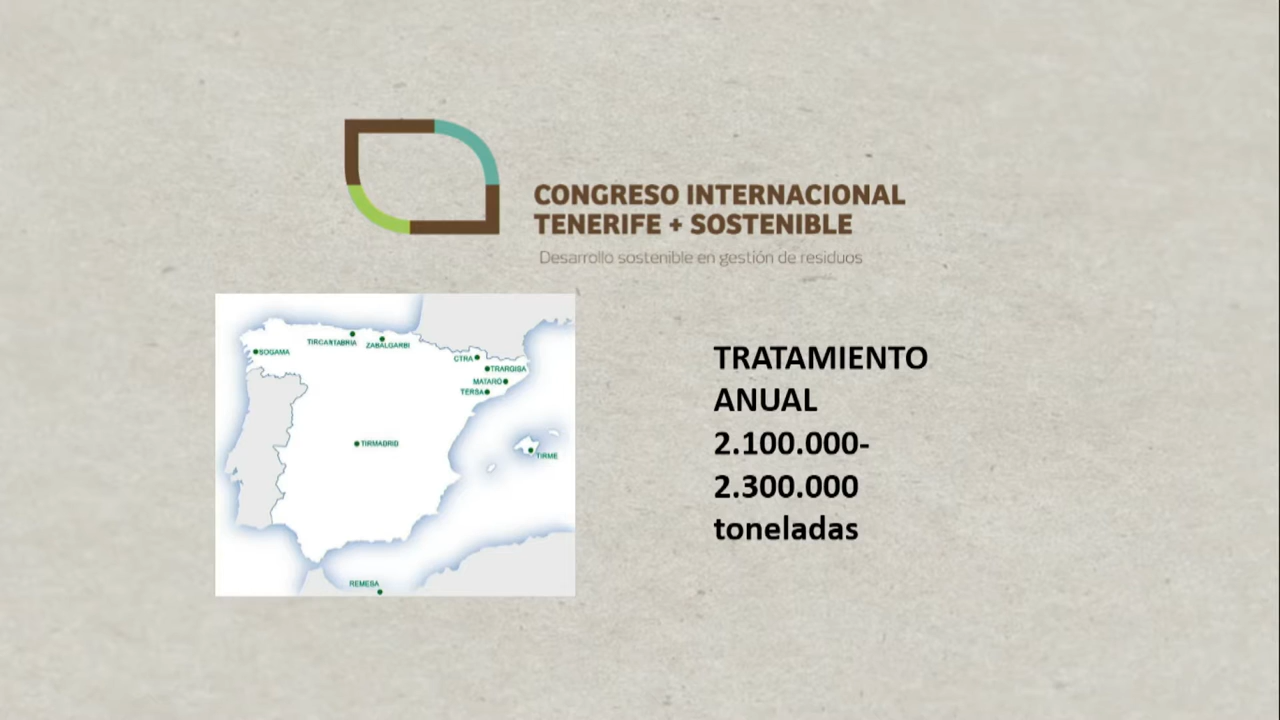 CONGRESO INTERNACIONAL
TENERIFE + SOSTENIBLE
Desarrollo sostenible en gestión de residuos
SOGAMA
TIRCANTABRIA
ZABALGARBI
CTRA
TRARGISA
MATARÓ
TERSA
TIRMADRID
TIRME
REMESA
TRATAMIENTO
ANUAL
2.100.000-
2.300.000
toneladas